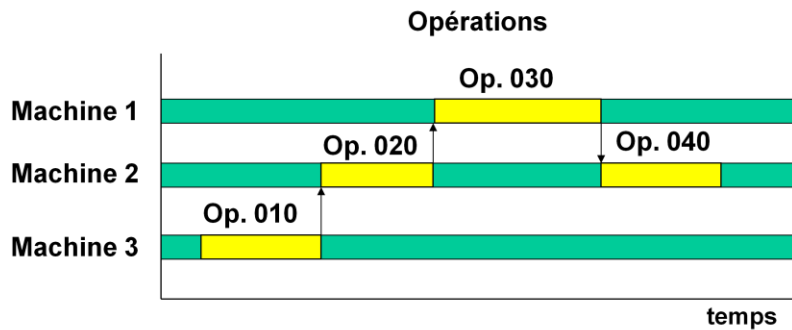 Opérations
Op. 030
Machine 1
Op. 020
Op. 040
Machine 2
Op. 010
Machine 3
temps